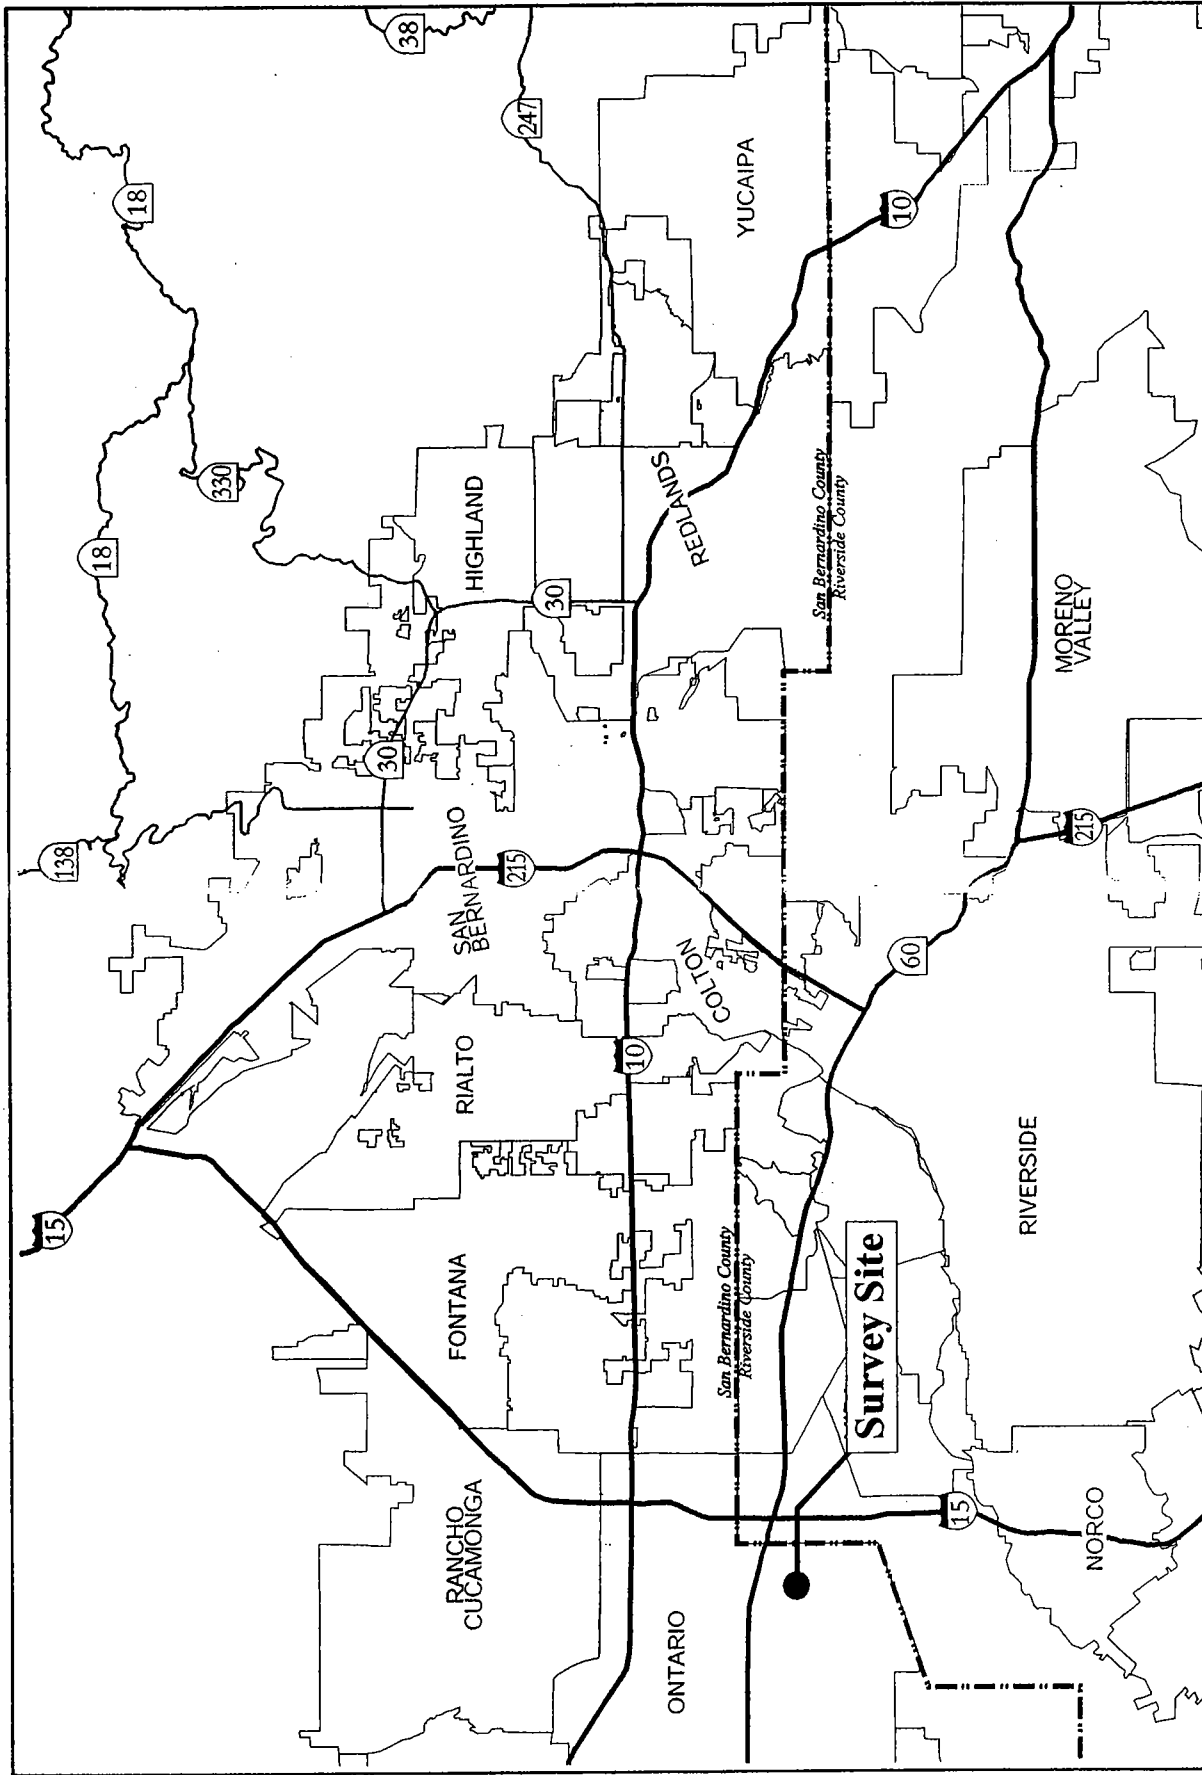 138
18
18
38
330
247
15
30
30
215
HIGHLAND
YUCAIPA
RANCHO
CUCAMONGA
FONTANA
RIALTO
SAN
BERNARDINO
10
REDLANDS
ONTARIO
COLTON
San Bernardino County
Riverside County
San Bernardino County
Riverside County
10
60
Survey Site
15
215
NORCO
RIVERSIDE
MORENO
VALLEY